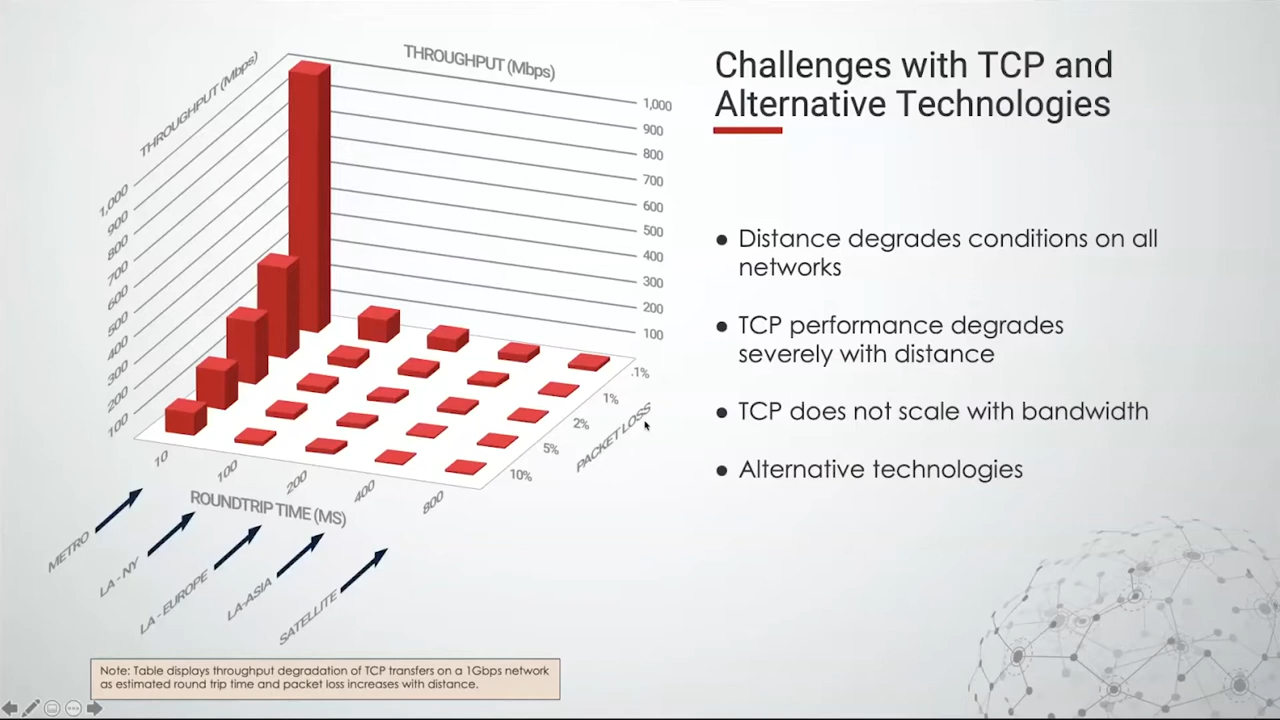 THROUGHPUT (Mbps)
THROUGHPUT (Mbps)
1,000
900
800
700
600
500
400
300
200
100
1,000
900
800
700
600
500
400
300
200
100
.1%
1%
2%
5%
10%
PACKET LOSS
10
100
200
400
800
ROUNDTRIP TIME (MS)
METRO
LA - NY
LA - EUROPE
LA-ASIA
SATELLITE
Note: Table displays throughput degradation of TCP transfers on a 1Gbps network
as estimated round trip time and packet loss increases with distance.
Challenges with TCP and
Alternative Technologies
● Distance degrades conditions on all
networks
● TCP performance degrades
severely with distance
● TCP does not scale with bandwidth
● Alternative technologies